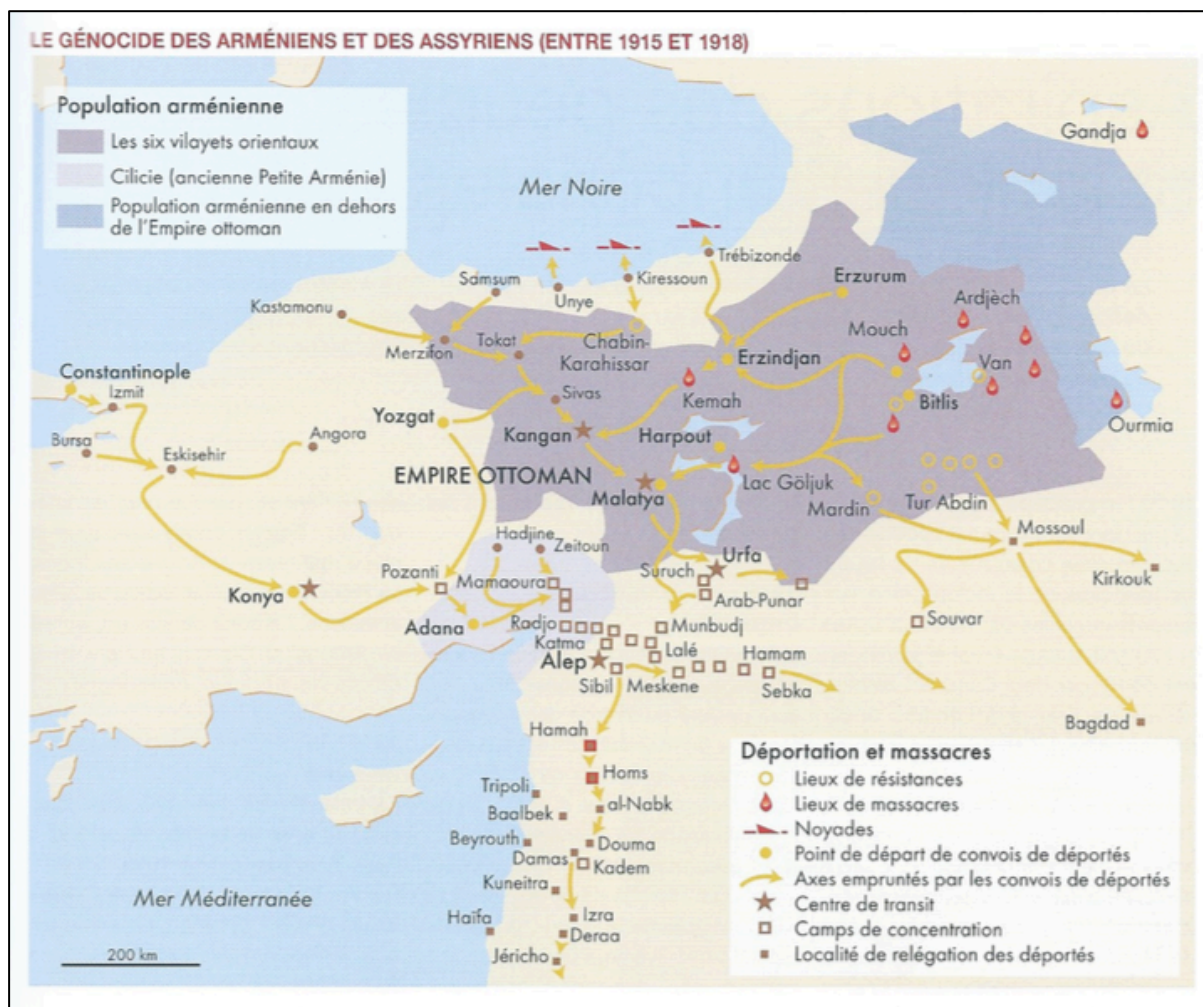 LE GÉNOCIDE DES ARMÉNIENS ET DES ASSYRIENS (ENTRE 1915 ET 1918)
Population arménienne
Les six vilayets orientaux
Cilicie (ancienne Petite Arménie)
Population arménienne en dehors
de l'Empire ottoman
Gandja
Mer Noire
Trébizonde
Samsum
Unye
Kiressoun
Erzurum
Kastamonu
Ardjèch
Merzifon
Tokat
Chabin-
Karahissar
Mouch
Erzindjan
Van
Constantinople
Izmit
Sivas
Kemah
Bitlis
Ourmia
Yozgat
Bursa
Angora
Kangan
Harpout
Eskisehir
EMPIRE OTTOMAN
Malatya
Lac Göljuk
Mardin
Tur Abdin
Mossoul
Hadjine
Zeitoun
Urfa
Pozanti
Mamaoura
Suruch
Kirkouk
Konya
Arab-Punar
Adana
Radjo
Munbudj
Souvar
Katma
Lalé
Alep
Hamam
Sibil
Meskene
Sebka
Bagdad
Hamah
Homs
Tripoli
al-Nabk
Baalbek
Beyrouth
Douma
Damas
Kadem
Kuneitra
Mer Méditerranée
Haïfa
Izra
Deraa
Jéricho
200 km
Déportation et massacres
Lieux de résistances
Lieux de massacres
Noyades
Point de départ de convois de déportés
Axes empruntés par les convois de déportés
Centre de transit
Camps de concentration
Localité de relégation des déportés